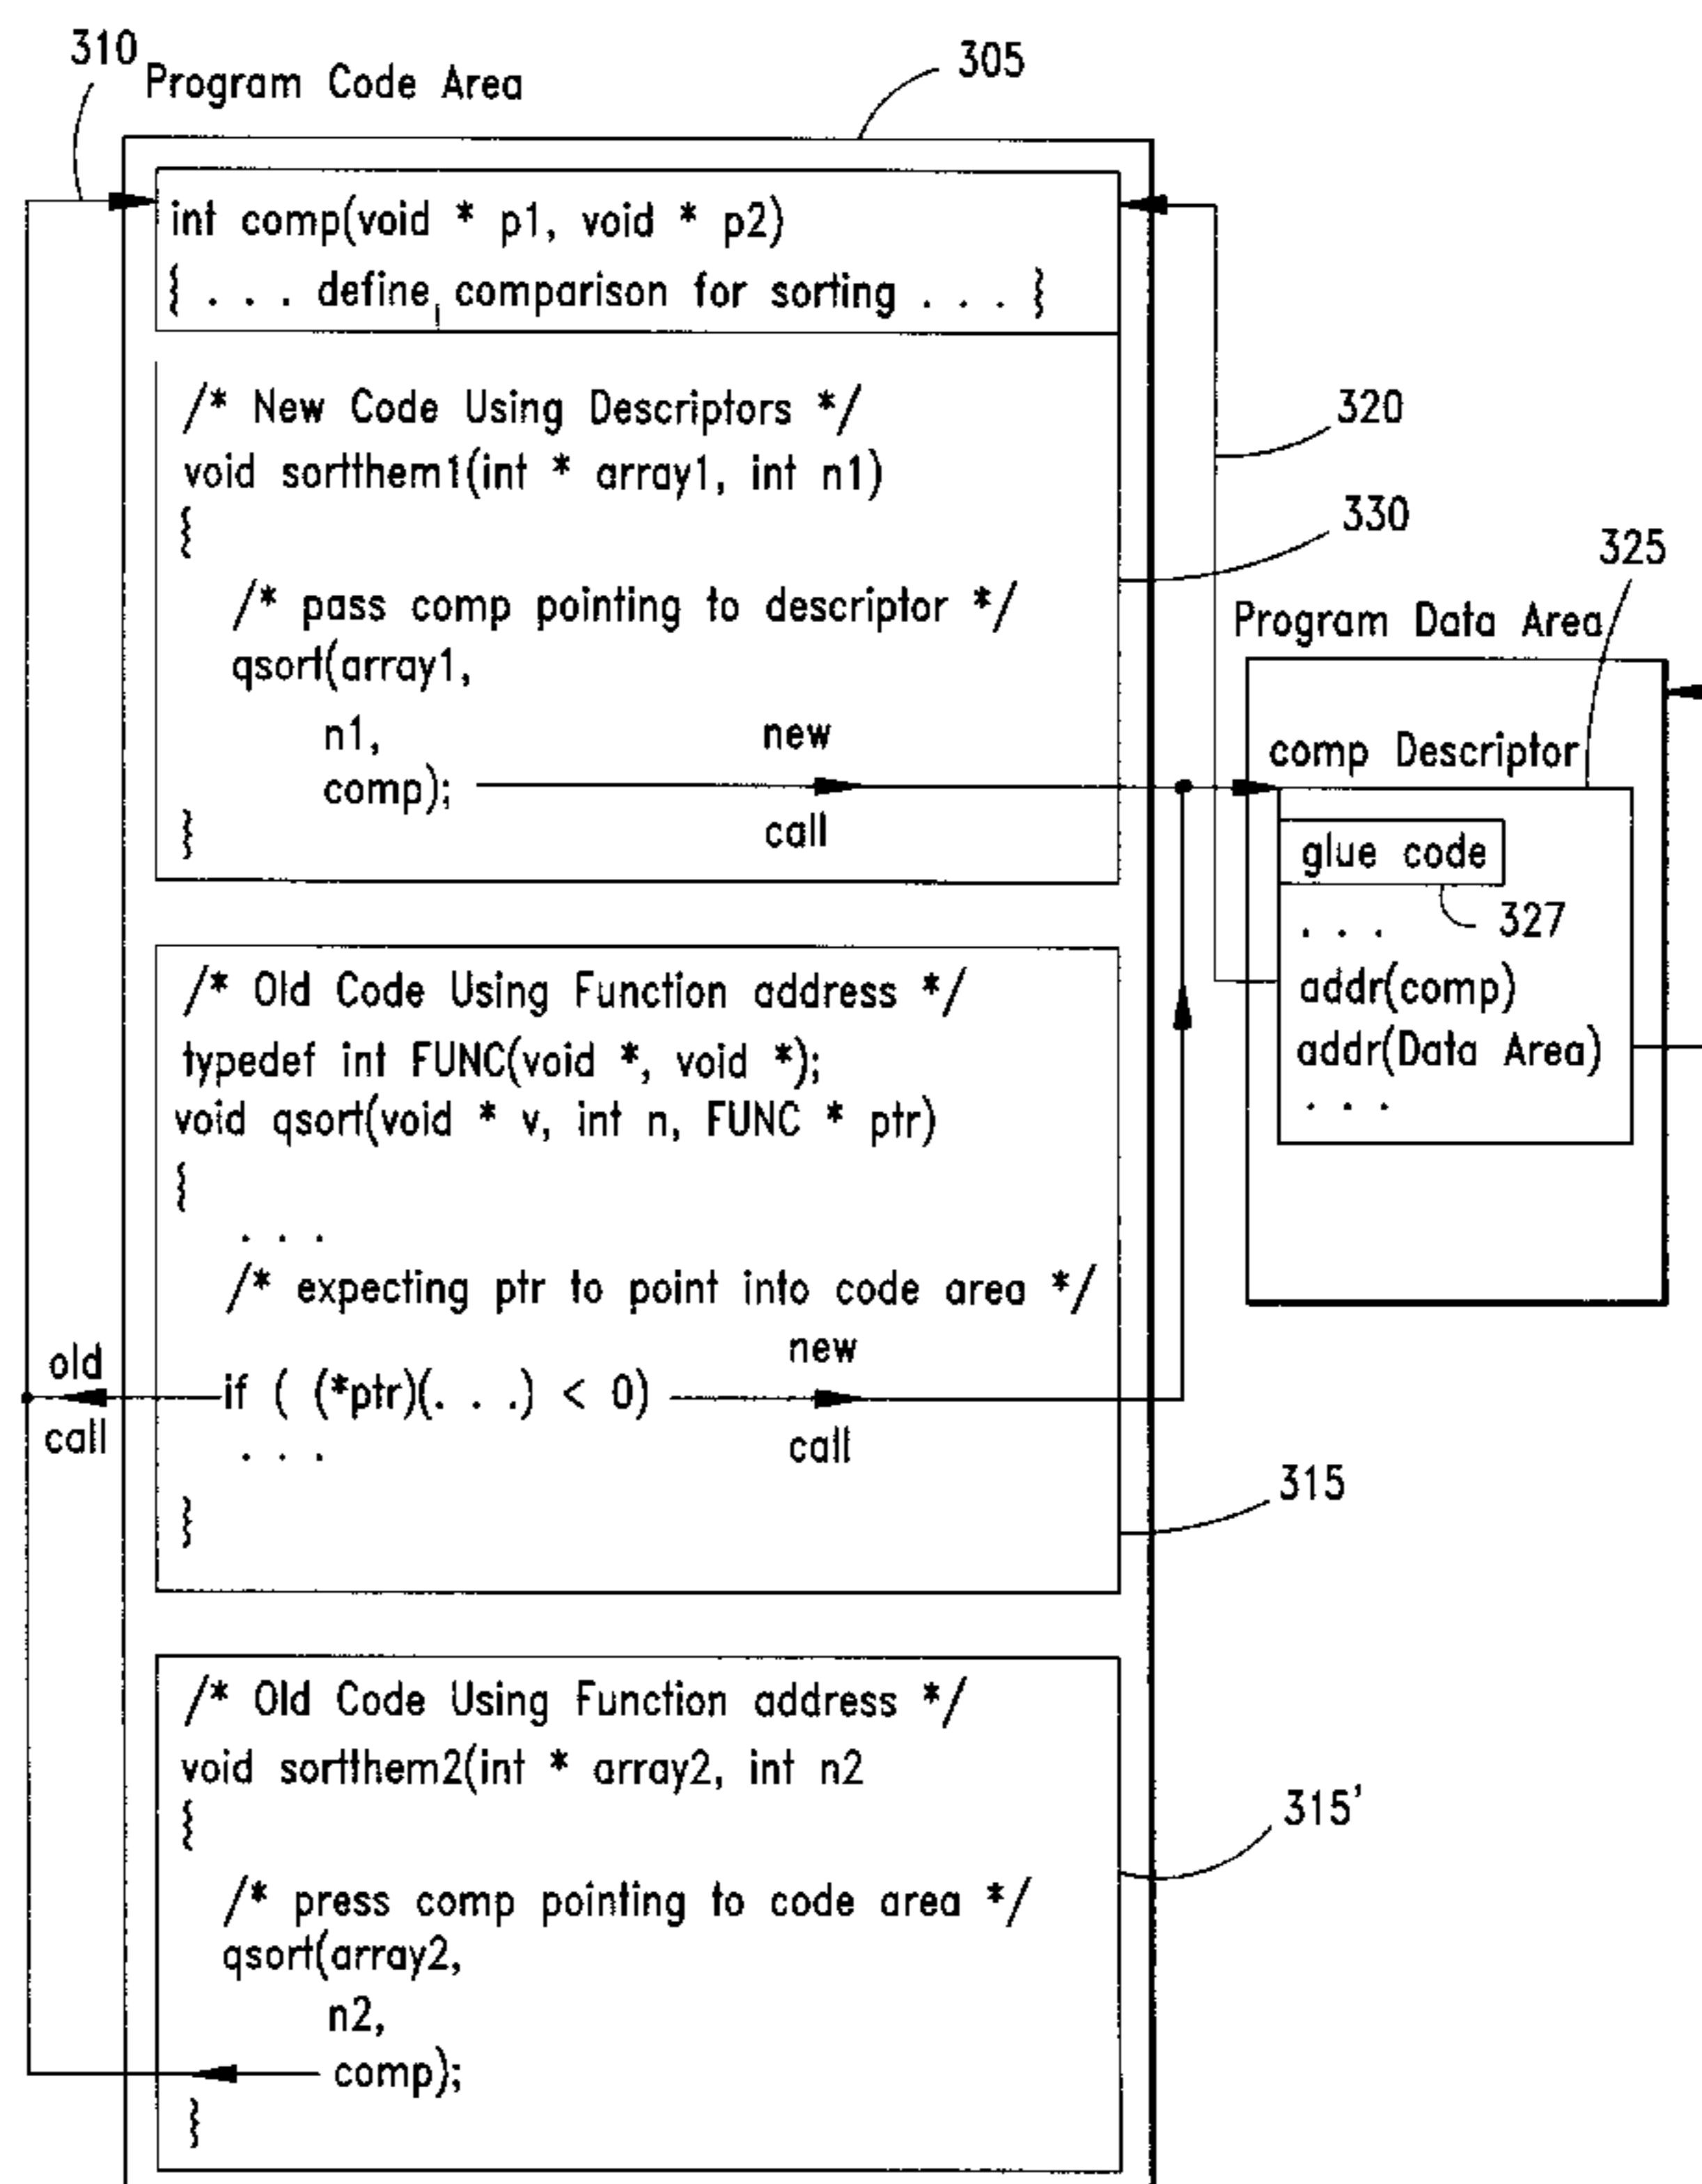 310
Program Code Area
305
int comp(void * p1, void * p2)
{ . . . define comparison for sorting . . . }
/* New Code Using Descriptors */
void sortthem1(int * array1, int n1)
{
/* pass comp pointing to descriptor */
qsort(array1,
n1,
comp);
new
call
}
320
330
325
Program Data Area
comp Descriptor
glue code
327
. . .
addr(comp)
addr(Data Area)
. . .
/* Old Code Using Function address */
typedef int FUNC(void *, void *);
void qsort(void * v, int n, FUNC * ptr)
{
. . .
/* expecting ptr to point into code area */
old
call
if ( (*ptr)(. . .) < 0)
new
call
. . .
}
315
/* Old Code Using Function address */
void sortthem2(int * array2, int n2
{
/* press comp pointing to code area */
qsort(array2,
n2,
comp);
}
315'